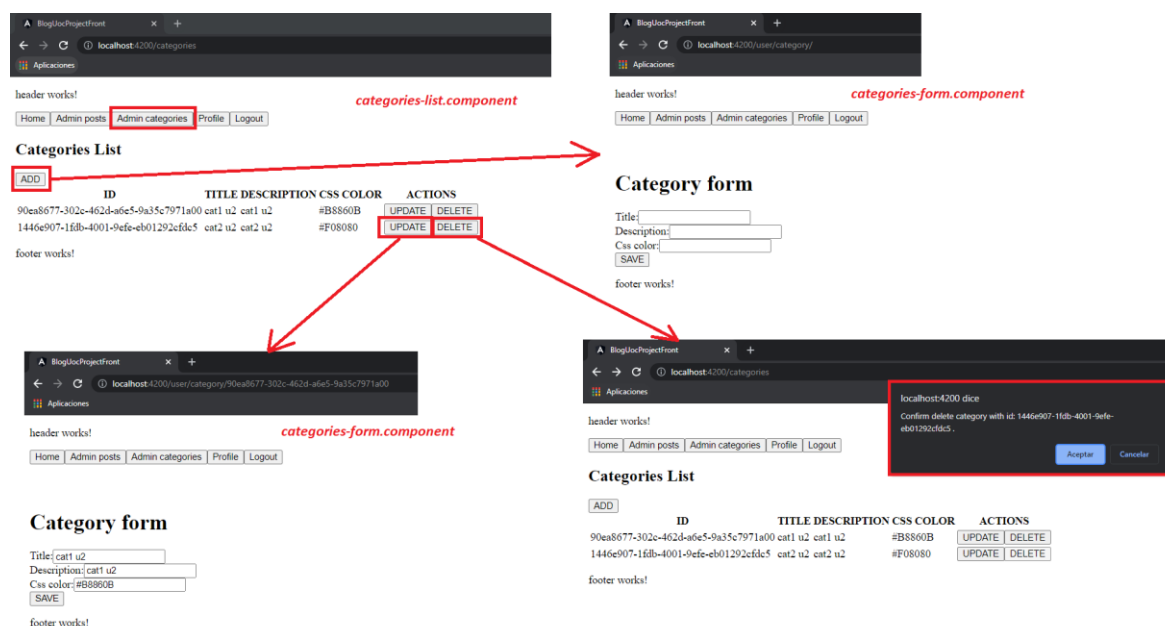 BlogUocProjectFront
localhost:4200/categories
Aplicaciones
header works!
categories-list.component
Home Admin posts Admin categories Profile Logout
Categories List
ADD
ID TITLE DESCRIPTION CSS COLOR ACTIONS
90ea8677-302c-462d-a6e5-9a35c7971a00 cat1 u2 cat1 u2 #B8860B UPDATE DELETE
1446e907-1fdb-4001-9efe-eb01292cfdc5 cat2 u2 cat2 u2 #F08080 UPDATE DELETE
footer works!
BlogUocProjectFront
localhost:4200/user/category/
Aplicaciones
header works!
categories-form.component
Home Admin posts Admin categories Profile Logout
Category form
Title:
Description:
Css color:
SAVE
footer works!
BlogUocProjectFront
localhost:4200/user/category/90ea8677-302c-462d-a6e5-9a35c7971a00
Aplicaciones
header works!
categories-form.component
Home Admin posts Admin categories Profile Logout
Category form
Title: cat1 u2
Description: cat1 u2
Css color: #B8860B
SAVE
footer works!
BlogUocProjectFront
localhost:4200/categories
Aplicaciones
localhost:4200 dice
Confirm delete category with id: 1446e907-1fdb-4001-9efe-
eb01292cfdc5 .
Aceptar Cancelar
header works!
Home Admin posts Admin categories Profile Logout
Categories List
ADD
ID TITLE DESCRIPTION CSS COLOR ACTIONS
90ea8677-302c-462d-a6e5-9a35c7971a00 cat1 u2 cat1 u2 #B8860B UPDATE DELETE
1446e907-1fdb-4001-9efe-eb01292cfdc5 cat2 u2 cat2 u2 #F08080 UPDATE DELETE
footer works!